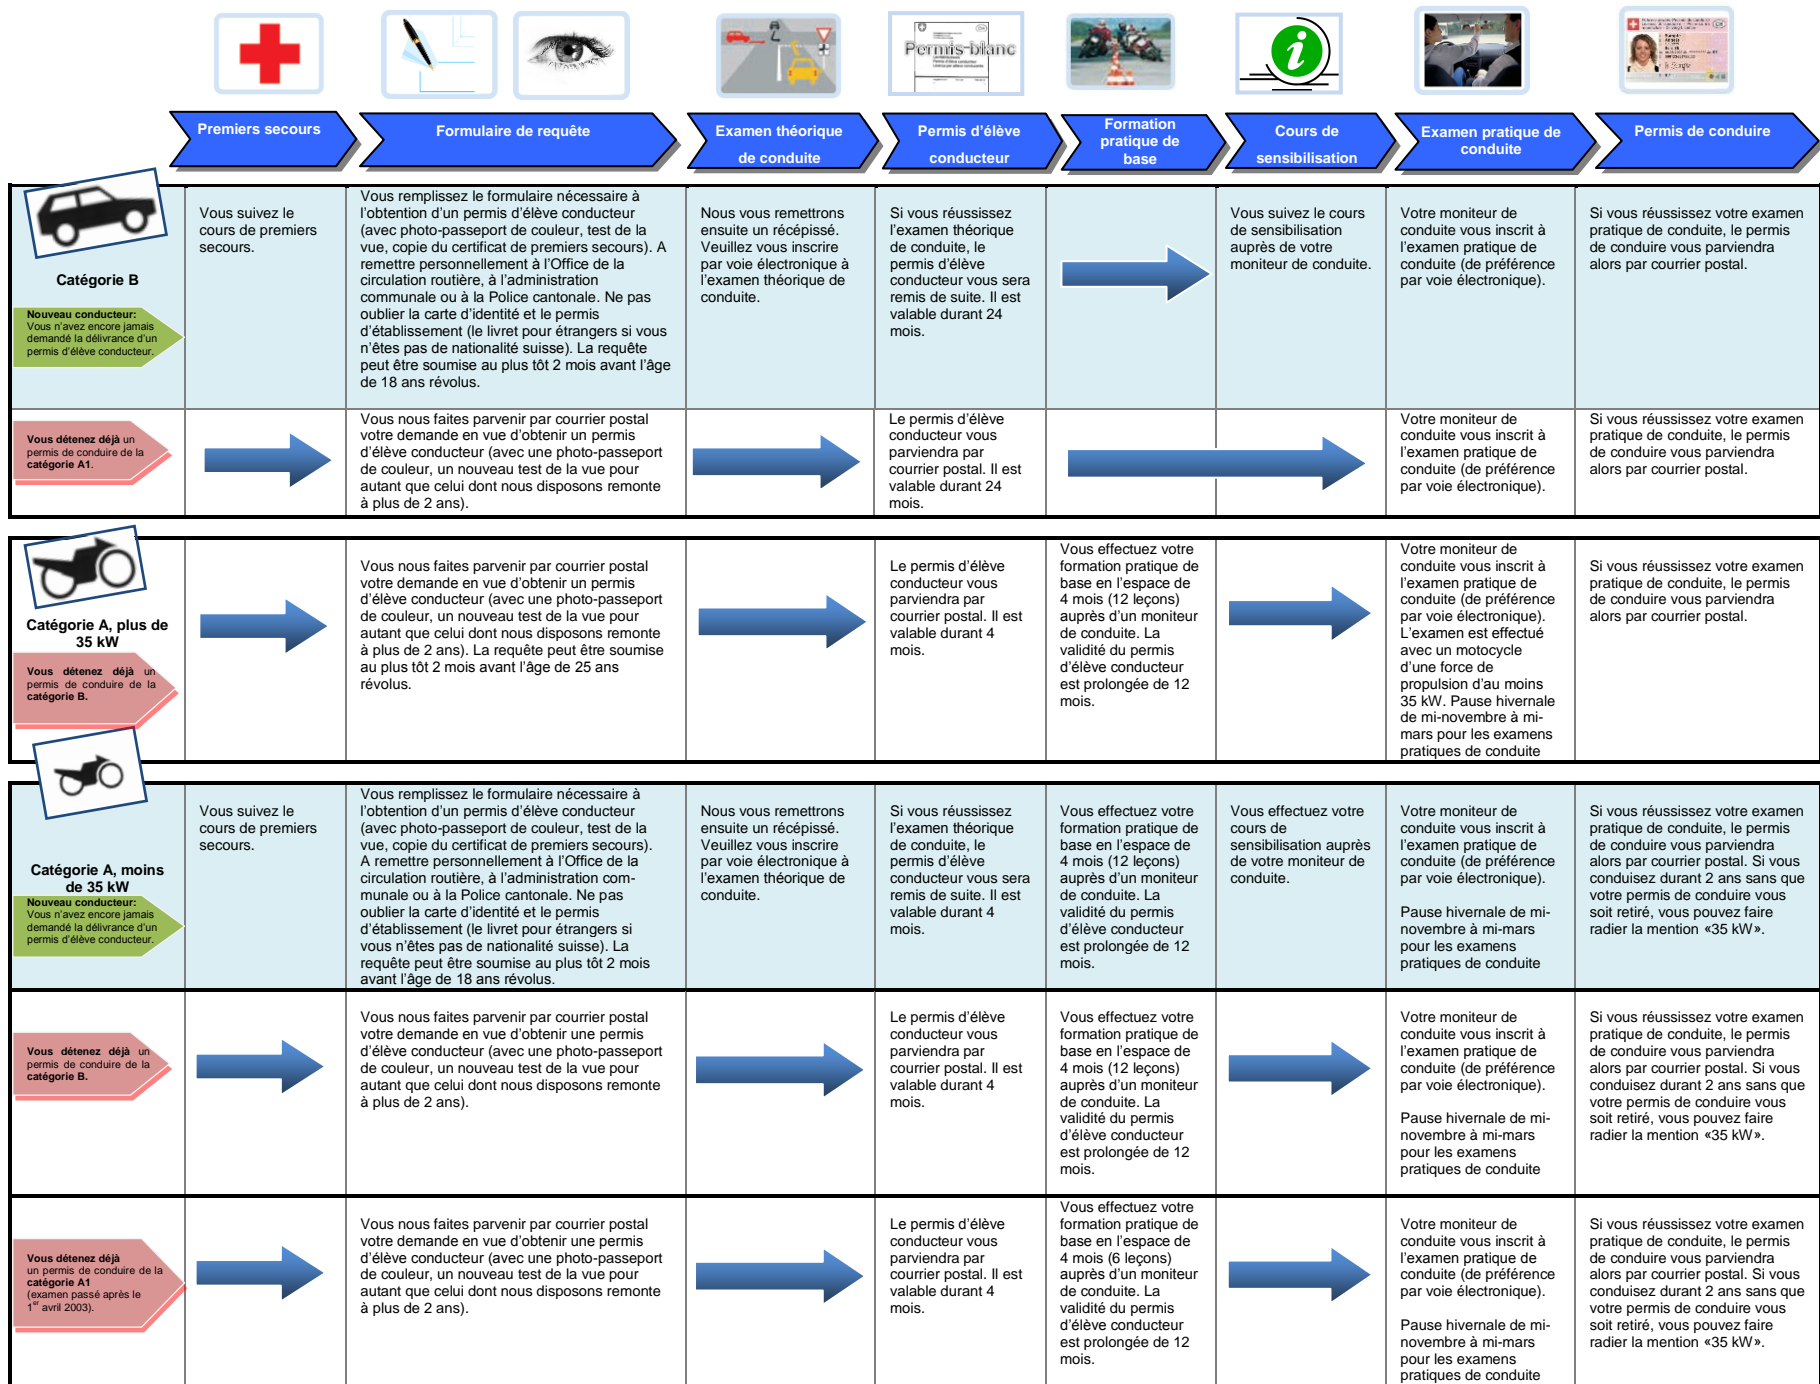 Permis-blanc
Premiers secours
Formulaire de requête
Examen théorique
de conduite
Permis d'élève
conducteur
Formation
pratique de
base
Cours de
sensibilisation
Examen pratique de
conduite
Permis de conduire
Catégorie B
Nouveau conducteur:
Vous n'avez encore jamais
demandé la délivrance d'un
permis d'élève conducteur.
Vous suivez le
cours de premiers
secours.
Vous remplissez le formulaire nécessaire à
l'obtention d'un permis d'élève conducteur
(avec photo-passeport de couleur, test de la
vue, copie du certificat de premiers secours). A
remettre personnellement à l'Office de la
circulation routière, à l'administration
communale ou à la Police cantonale. Ne pas
oublier la carte d'identité et le permis
d'établissement (le livret pour étrangers si vous
n'êtes pas de nationalité suisse). La requête
peut être soumise au plus tôt 2 mois avant l'âge
de 18 ans révolus.
Nous vous remettrons
ensuite un récépissé.
Veuillez vous inscrire
par voie électronique à
l'examen théorique de
conduite.
Si vous réussissez
l'examen théorique
de conduite, le
permis d'élève
conducteur vous sera
remis de suite. Il est
valable durant 24
mois.
Vous suivez le cours
de sensibilisation
auprès de votre
moniteur de conduite.
Votre moniteur de
conduite vous inscrit à
l'examen pratique de
conduite (de préférence
par voie électronique).
Si vous réussissez votre examen
pratique de conduite, le permis
de conduire vous parviendra
alors par courrier postal.
Vous détenez déjà un
permis de conduire de la
catégorie A1.
Vous nous faites parvenir par courrier postal
votre demande en vue d'obtenir un permis
d'élève conducteur (avec une photo-passeport
de couleur, un nouveau test de la vue pour
autant que celui dont nous disposons remonte
à plus de 2 ans).
Le permis d'élève
conducteur vous
parviendra par
courrier postal. Il est
valable durant 24
mois.
Votre moniteur de
conduite vous inscrit à
l'examen pratique de
conduite (de préférence
par voie électronique).
Si vous réussissez votre examen
pratique de conduite, le permis
de conduire vous parviendra
alors par courrier postal.
Catégorie A, plus de
35 kW
Vous détenez déjà un
permis de conduire de la
catégorie B.
Vous nous faites parvenir par courrier postal
votre demande en vue d'obtenir un permis
d'élève conducteur (avec une photo-passeport
de couleur, un nouveau test de la vue pour
autant que celui dont nous disposons remonte
à plus de 2 ans). La requête peut être soumise
au plus tôt 2 mois avant l'âge de 25 ans
révolus.
Le permis d'élève
conducteur vous
parviendra par
courrier postal. Il est
valable durant 4
mois.
Vous effectuez votre
formation pratique de
base en l'espace de
4 mois (12 leçons)
auprès d'un moniteur
de conduite. La
validité du permis
d'élève conducteur
est prolongée de 12
mois.
Votre moniteur de
conduite vous inscrit à
l'examen pratique de
conduite (de préférence
par voie électronique).
L'examen est effectué
avec un motocycle
d'une force de
propulsion d'au moins
35 kW. Pause hivernale
de mi-novembre à mi-
mars pour les examens
pratiques de conduite
Si vous réussissez votre examen
pratique de conduite, le permis
de conduire vous parviendra
alors par courrier postal.
Catégorie A, moins
de 35 kW
Nouveau conducteur:
Vous n'avez encore jamais
demandé la délivrance d'un
permis d'élève conducteur.
Vous suivez le
cours de premiers
secours.
Vous remplissez le formulaire nécessaire à
l'obtention d'un permis d'élève conducteur
(avec photo-passeport de couleur, test de la
vue, copie du certificat de premiers secours).
A remettre personnellement à l'Office de la
circulation routière, à l'administration com-
munale ou à la Police cantonale. Ne pas
oublier la carte d'identité et le permis
d'établissement (le livret pour étrangers si
vous n'êtes pas de nationalité suisse). La
requête peut être soumise au plus tôt 2 mois
avant l'âge de 18 ans révolus.
Nous vous remettrons
ensuite un récépissé.
Veuillez vous inscrire
par voie électronique à
l'examen théorique de
conduite.
Si vous réussissez
l'examen théorique
de conduite, le
permis d'élève
conducteur vous sera
remis de suite. Il est
valable durant 4
mois.
Vous effectuez votre
formation pratique de
base en l'espace de
4 mois (12 leçons)
auprès d'un moniteur
de conduite. La
validité du permis
d'élève conducteur
est prolongée de 12
mois.
Vous effectuez votre
cours de
sensibilisation auprès
de votre moniteur de
conduite.
Votre moniteur de
conduite vous inscrit à
l'examen pratique de
conduite (de préférence
par voie électronique).
Pause hivernale de mi-
novembre à mi-mars
pour les examens
pratiques de conduite
Si vous réussissez votre examen
pratique de conduite, le permis
de conduire vous parviendra
alors par courrier postal. Si vous
conduisez durant 2 ans sans que
votre permis de conduire vous
soit retiré, vous pouvez faire
radier la mention «35 kW».
Vous détenez déjà un
permis de conduire de la
catégorie B.
Vous nous faites parvenir par courrier postal
votre demande en vue d'obtenir une permis
d'élève conducteur (avec une photo-passeport
de couleur, un nouveau test de la vue pour
autant que celui dont nous disposons remonte
à plus de 2 ans).
Le permis d'élève
conducteur vous
parviendra par
courrier postal. Il est
valable durant 4
mois.
Vous effectuez votre
formation pratique de
base en l'espace de
4 mois (12 leçons)
auprès d'un moniteur
de conduite. La
validité du permis
d'élève conducteur
est prolongée de 12
mois.
Votre moniteur de
conduite vous inscrit à
l'examen pratique de
conduite (de préférence
par voie électronique).
Pause hivernale de mi-
novembre à mi-mars
pour les examens
pratiques de conduite
Si vous réussissez votre examen
pratique de conduite, le permis
de conduire vous parviendra
alors par courrier postal. Si vous
conduisez durant 2 ans sans que
votre permis de conduire vous
soit retiré, vous pouvez faire
radier la mention «35 kW».
Vous détenez déjà
un permis de conduire de la
catégorie A1
(examen passé après le
1er avril 2003).
Vous nous faites parvenir par courrier postal
votre demande en vue d'obtenir une permis
d'élève conducteur (avec une photo-passeport
de couleur, un nouveau test de la vue pour
autant que celui dont nous disposons remonte
à plus de 2 ans).
Le permis d'élève
conducteur vous
parviendra par
courrier postal. Il est
valable durant 4
mois.
Vous effectuez votre
formation pratique de
base en l'espace de
4 mois (6 leçons)
auprès d'un moniteur
de conduite. La
validité du permis
d'élève conducteur
est prolongée de 12
mois.
Votre moniteur de
conduite vous inscrit à
l'examen pratique de
conduite (de préférence
par voie électronique).
Pause hivernale de mi-
novembre à mi-mars
pour les examens
pratiques de conduite
Si vous réussissez votre examen
pratique de conduite, le permis
de conduire vous parviendra
alors par courrier postal. Si vous
conduisez durant 2 ans sans que
votre permis de conduire vous
soit retiré, vous pouvez faire
radier la mention «35 kW».